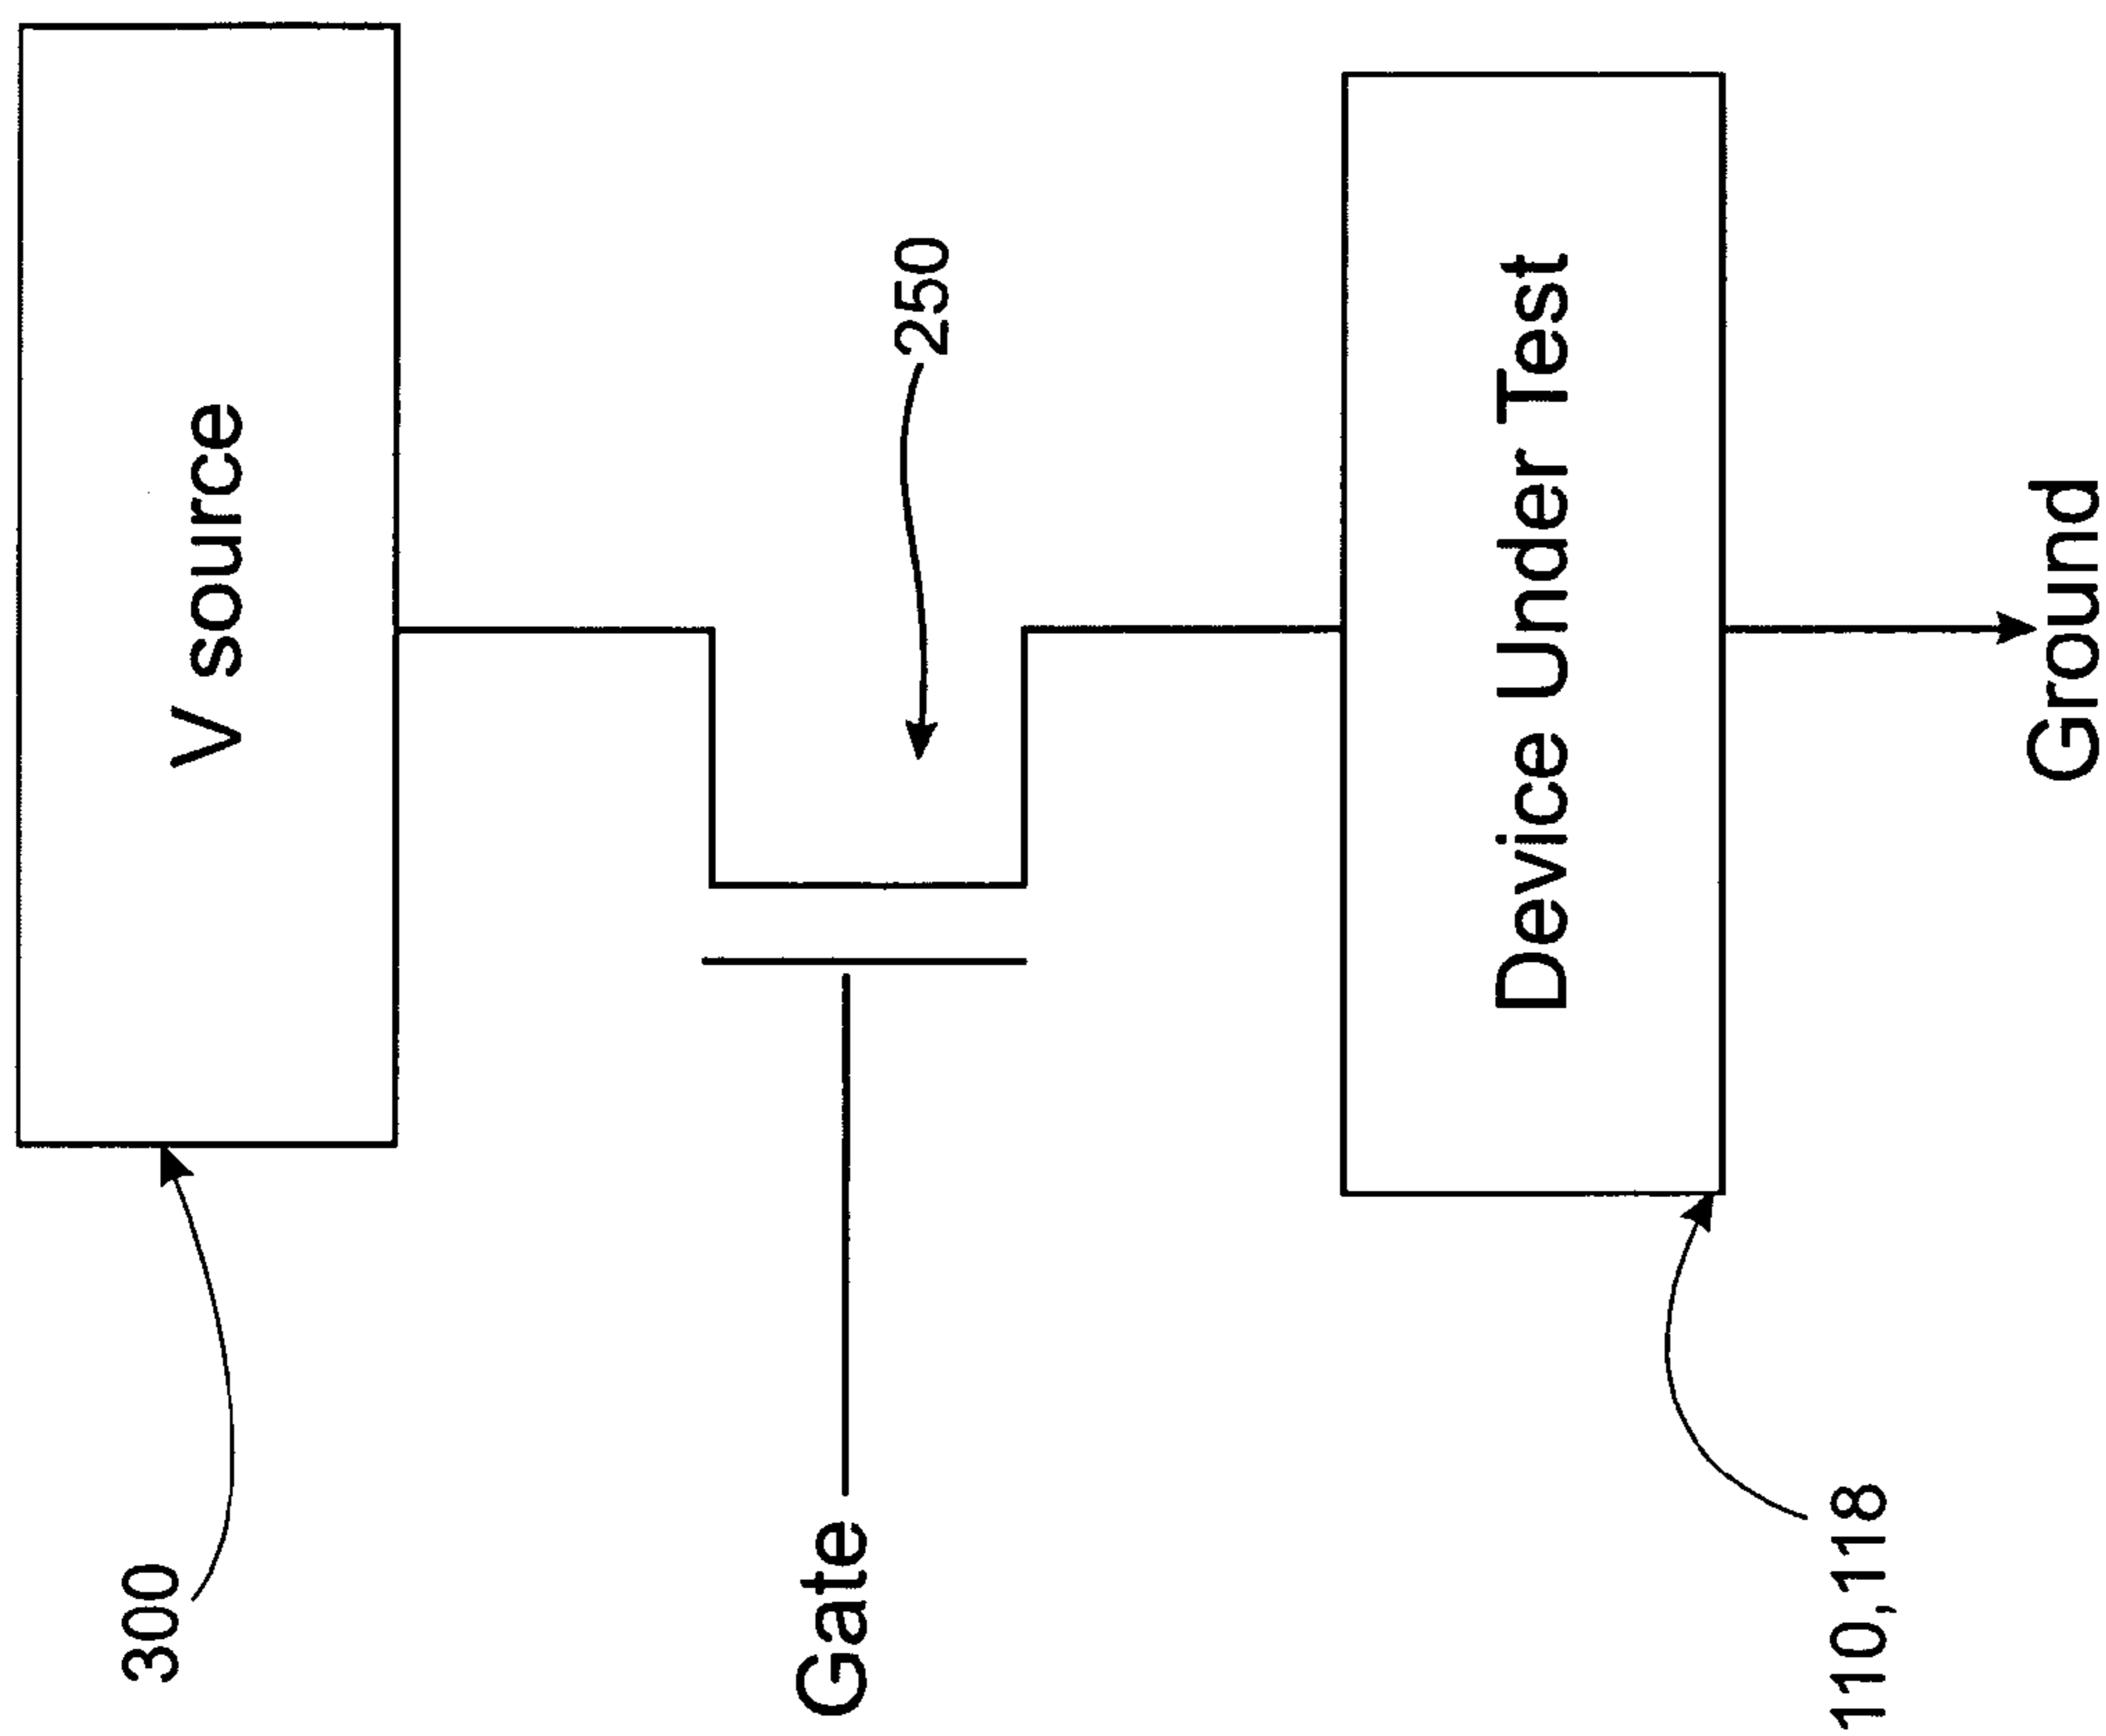 V source
300
250
Gate
Device Under Test
110,118
Ground